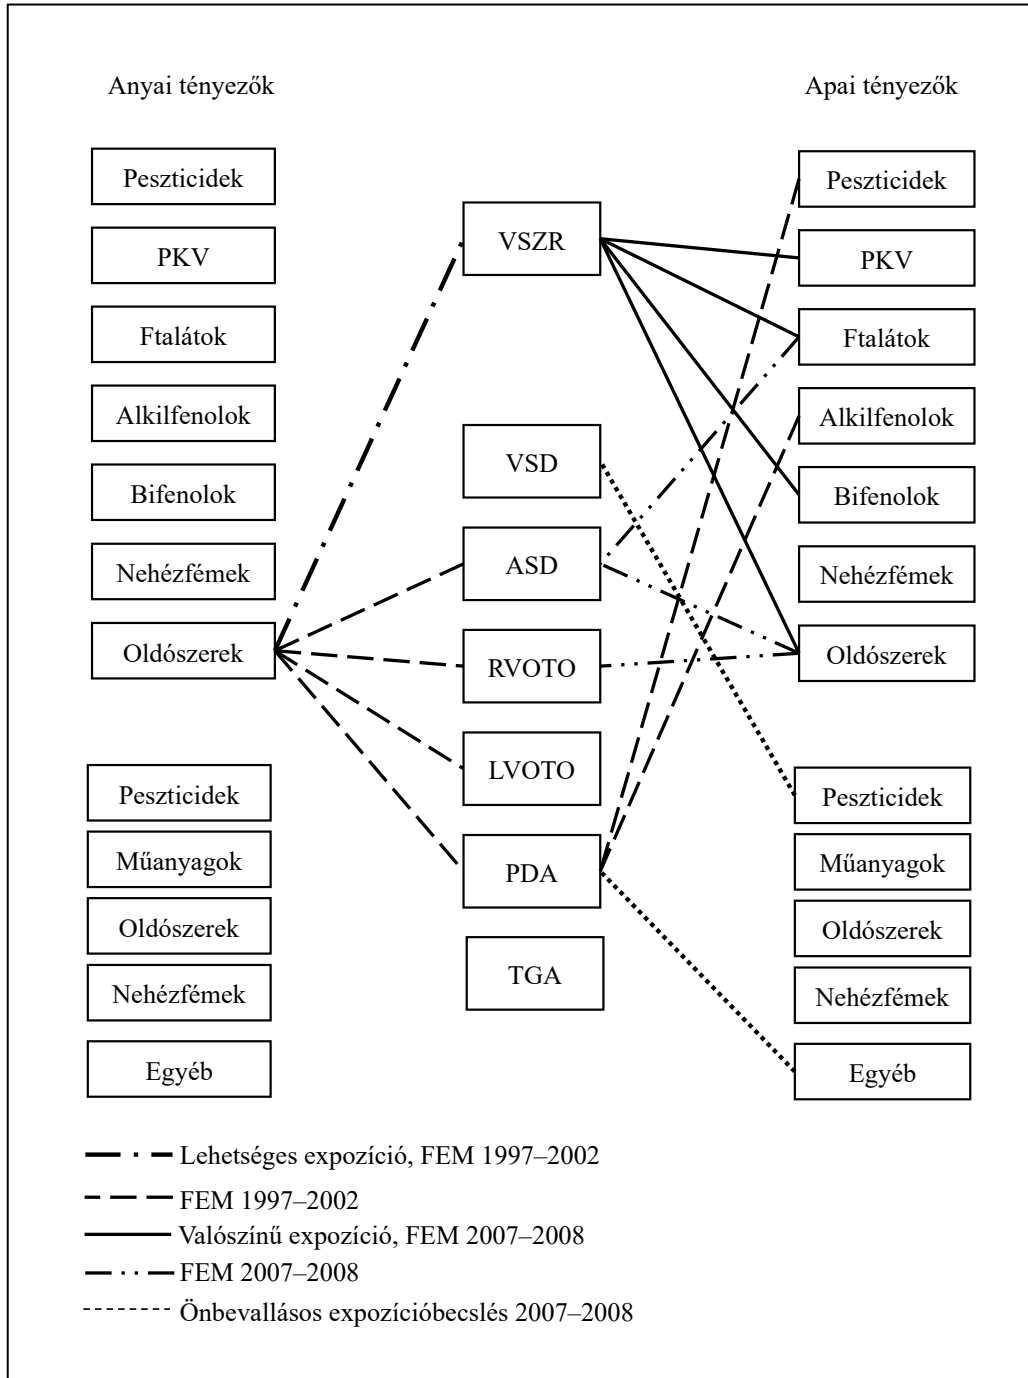 Anyai tényezők
Peszticidek
PKV
Ftalátok
Alkilfenolok
Bifenolok
Nehézfémek
Oldószerek
Peszticidek
Műanyagok
Oldószerek
Nehézfémek
Egyéb
VSZR
VSD
ASD
RVOTO
LVOTO
PDA
TGA
Apai tényezők
Peszticidek
PKV
Ftalátok
Alkilfenolok
Bifenolok
Nehézfémek
Oldószerek
Peszticidek
Műanyagok
Oldószerek
Nehézfémek
Egyéb
Lehetséges expozíció, FEM 1997–2002
FEM 1997–2002
Valószínű expozíció, FEM 2007–2008
FEM 2007–2008
Önbevallásos expozícióbecslés 2007–2008